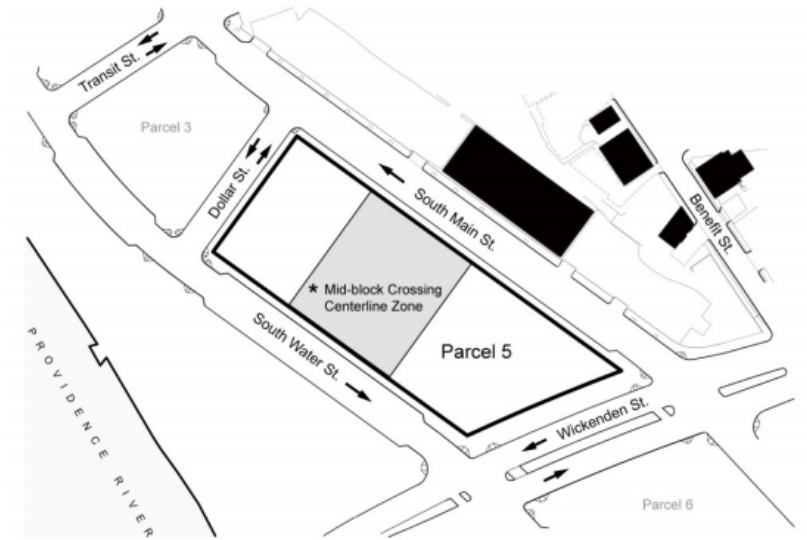 Transit St.
Parcel 3
Dollar St.
South Main St.
Benefit St.
* Mid-block Crossing
Centerline Zone
South Water St.
Parcel 5
PROVIDENCE RIVER
Wickenden St.
Parcel 6